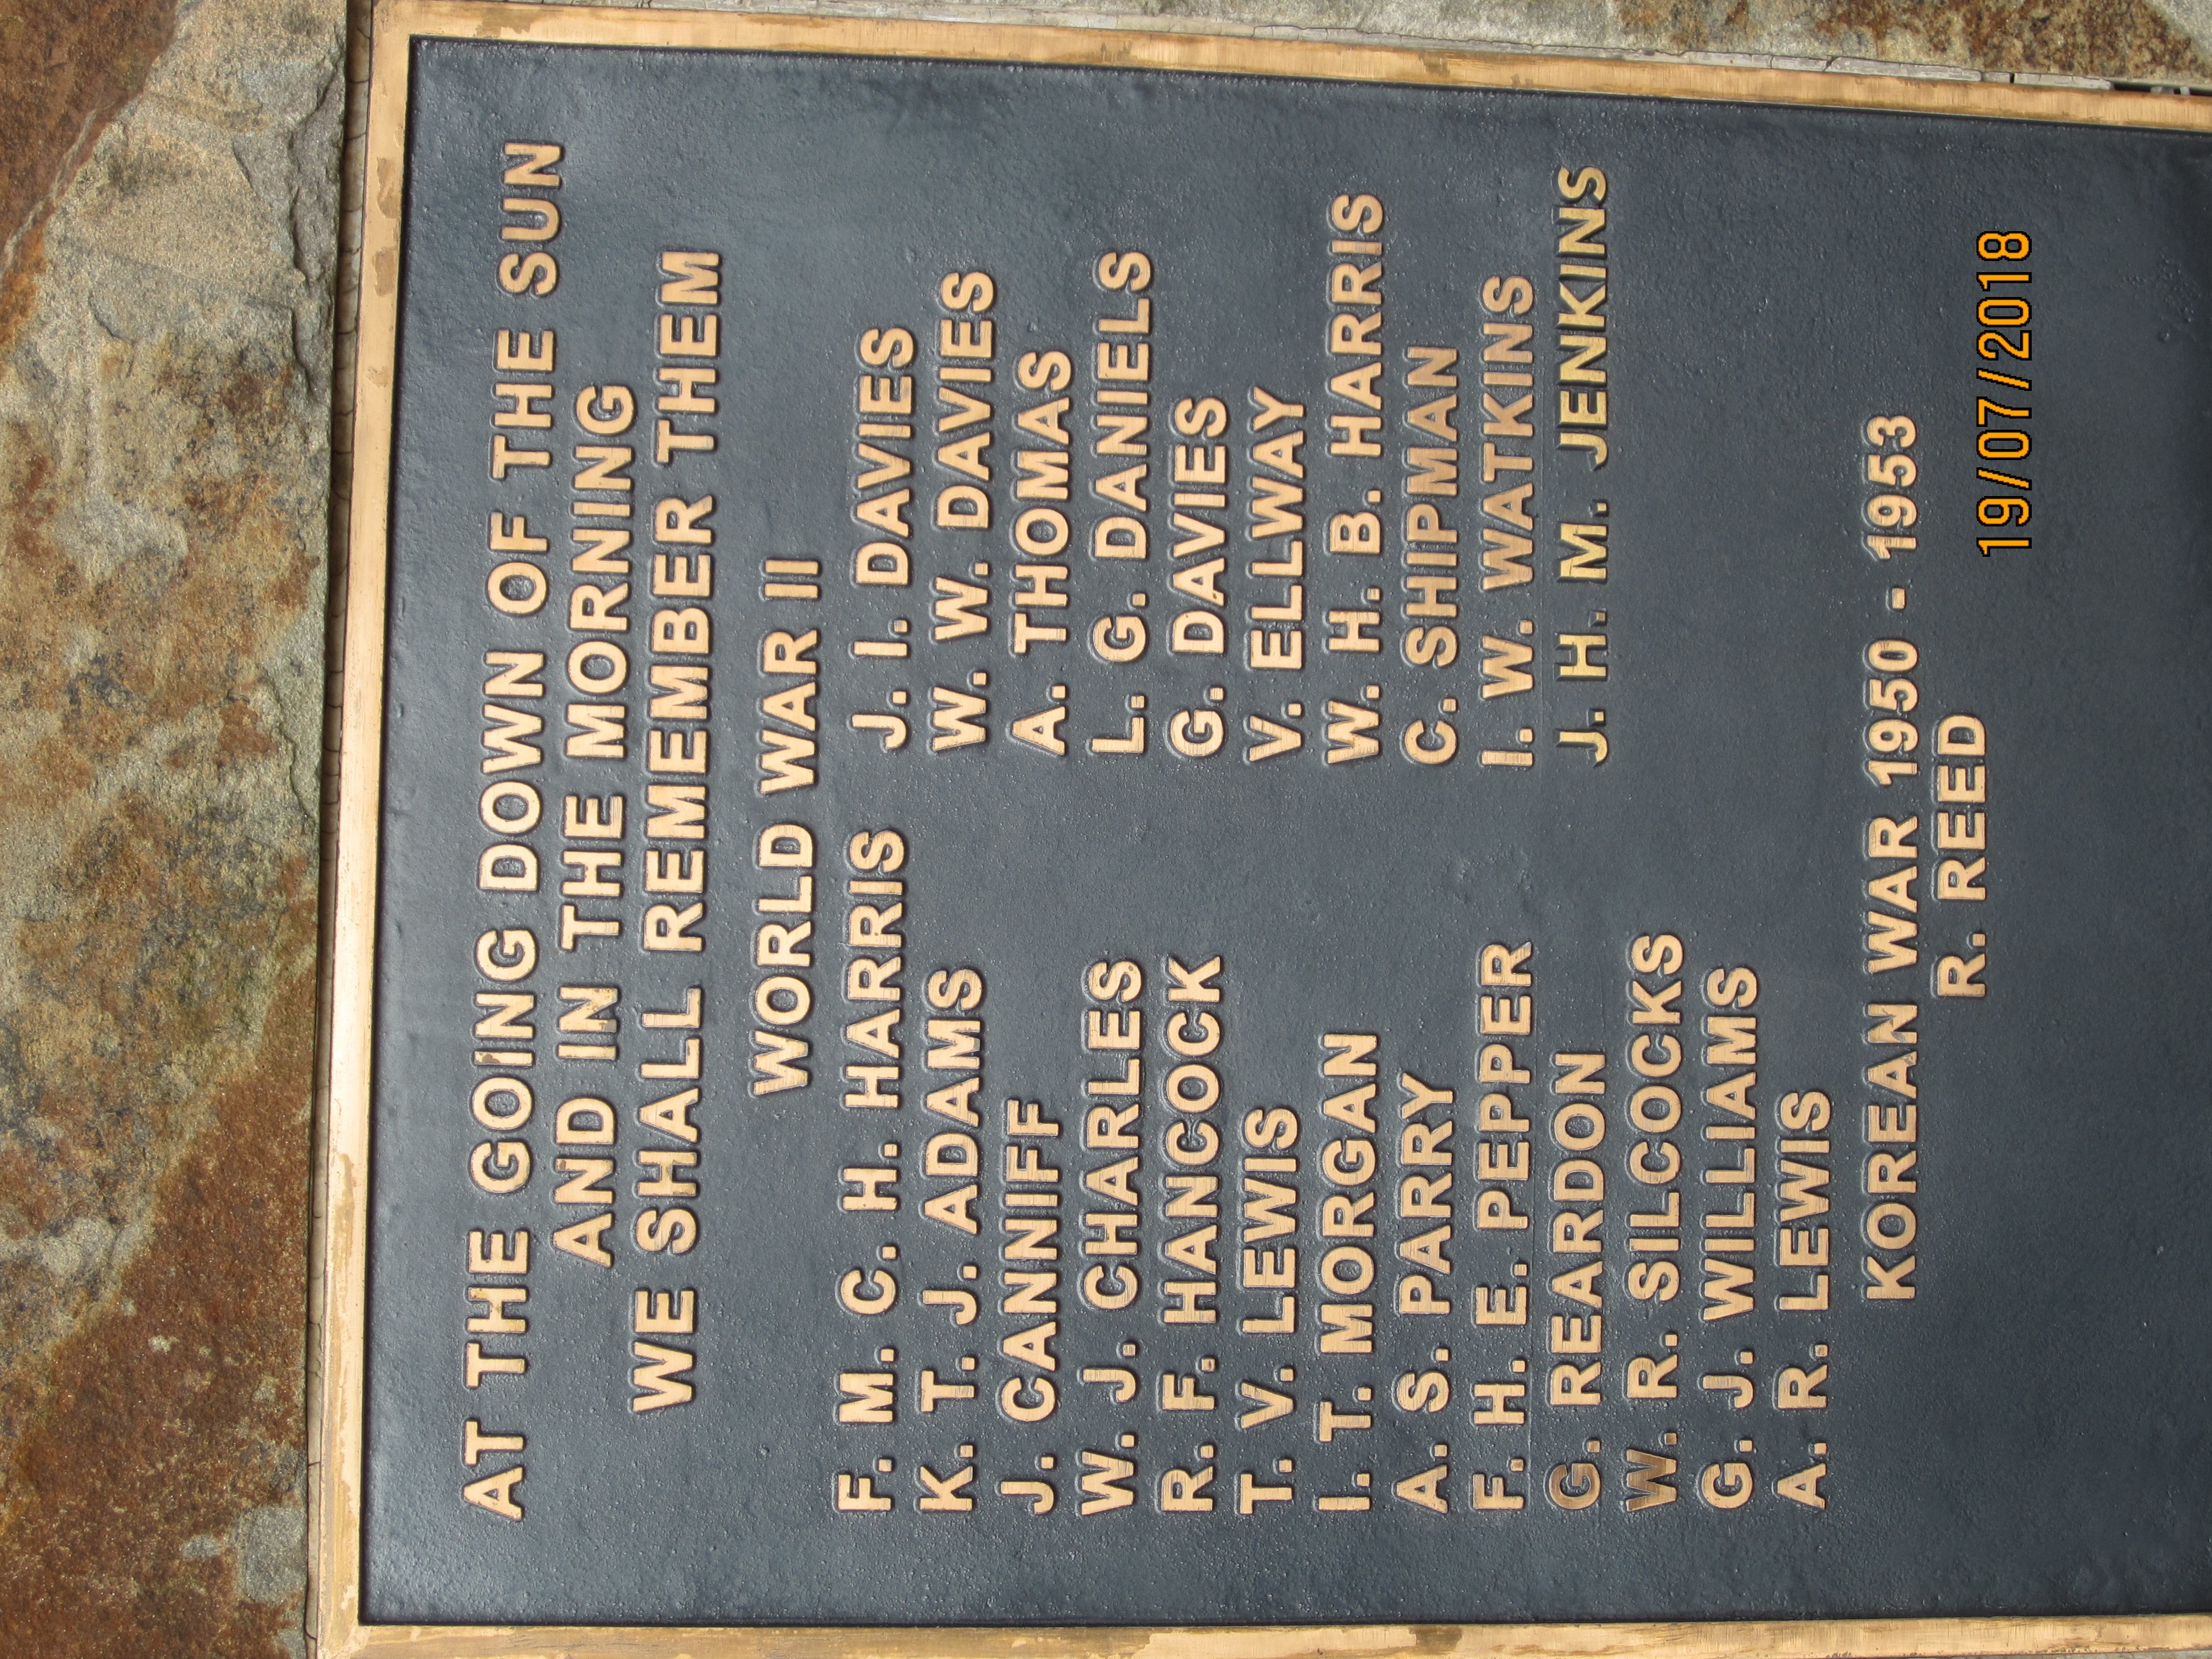 AT THE GOING DOWN OF THE SUN
AND IN THE MORNING
WE SHALL REMEMBER THEM
WORLD WAR II
F. M. C. H. HARRIS
K. T. J. ADAMS
J. CANNIFF
W. J. CHARLES
R. F. HANCOCK
T. V. LEWIS
I. T. MORGAN
A. S. PARRY
F. H. E. PEPPER
G. REARDON
W. R. SILCOCKS
G. J. WILLIAMS
A. R. LEWIS
J. I. DAVIES
W. W. DAVIES
A. THOMAS
L. G. DANIELS
G. DAVIES
V. ELLWAY
W. H. B. HARRIS
C. SHIPMAN
I. W. WATKINS
J. H. M. JENKINS
KOREAN WAR 1950 - 1953
R. REED
19/07/2018